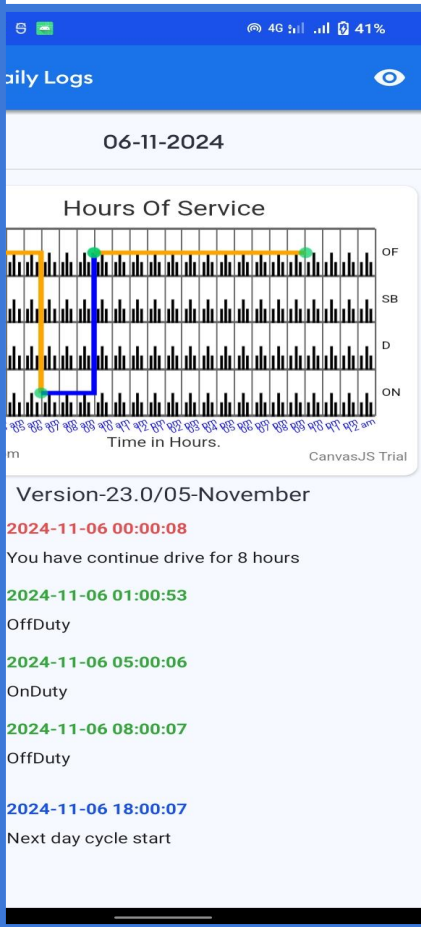 4G 41%
aily Logs
06-11-2024
Hours Of Service
OF
SB
D
ON
Time in Hours.
m
CanvasJS Trial
Version-23.0/05-November
2024-11-06 00:00:08
You have continue drive for 8 hours
2024-11-06 01:00:53
OffDuty
2024-11-06 05:00:06
OnDuty
2024-11-06 08:00:07
OffDuty
2024-11-06 18:00:07
Next day cycle start